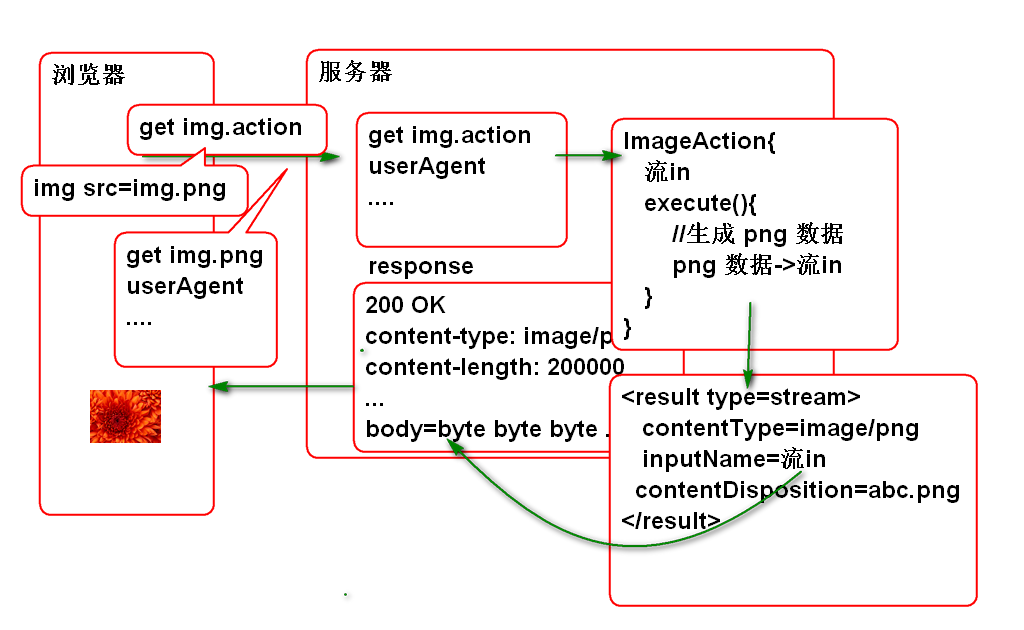 浏览器
get img.action
img src=img.png
get img.png
userAgent
....
服务器
get img.action
userAgent
....
response
200 OK
content-type: image/p
content-length: 200000
...
body=byte byte byte .
ImageAction{
流in
execute(){
//生成 png 数据
png 数据->流in
}
}
<result type=stream>
contentType=image/png
inputName=流in
contentDisposition=abc.png
</result>